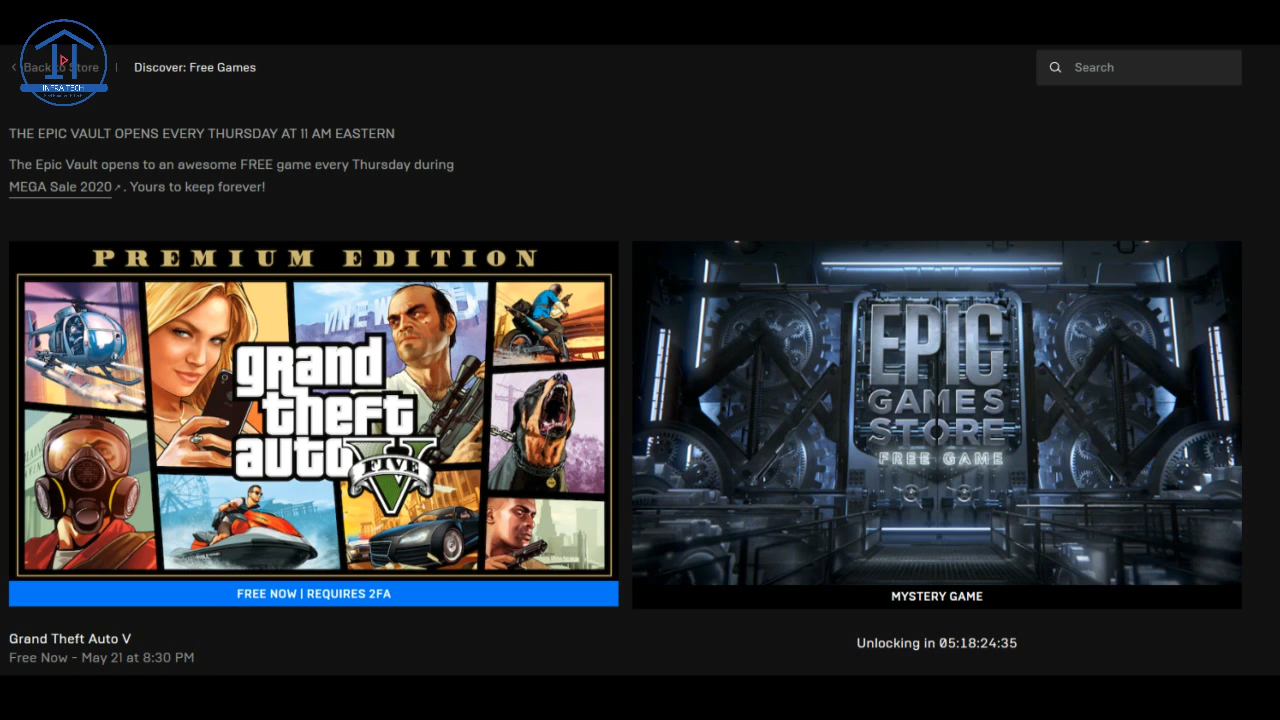 Back to Store
Discover: Free Games
Search
INFRA TECH
THE EPIC VAULT OPENS EVERY THURSDAY AT 11 AM EASTERN
The Epic Vault opens to an awesome FREE game every Thursday during
MEGA Sale 2020↗. Yours to keep forever!
PREMIUM EDITION
VINEW
grand
theft
auto
FIVE
V
FREE NOW | REQUIRES 2FA
EPIC
GAMES
STORE
FREE GAME
MYSTERY GAME
Grand Theft Auto V
Free Now - May 21 at 8:30 PM
Unlocking in 05:18:24:35